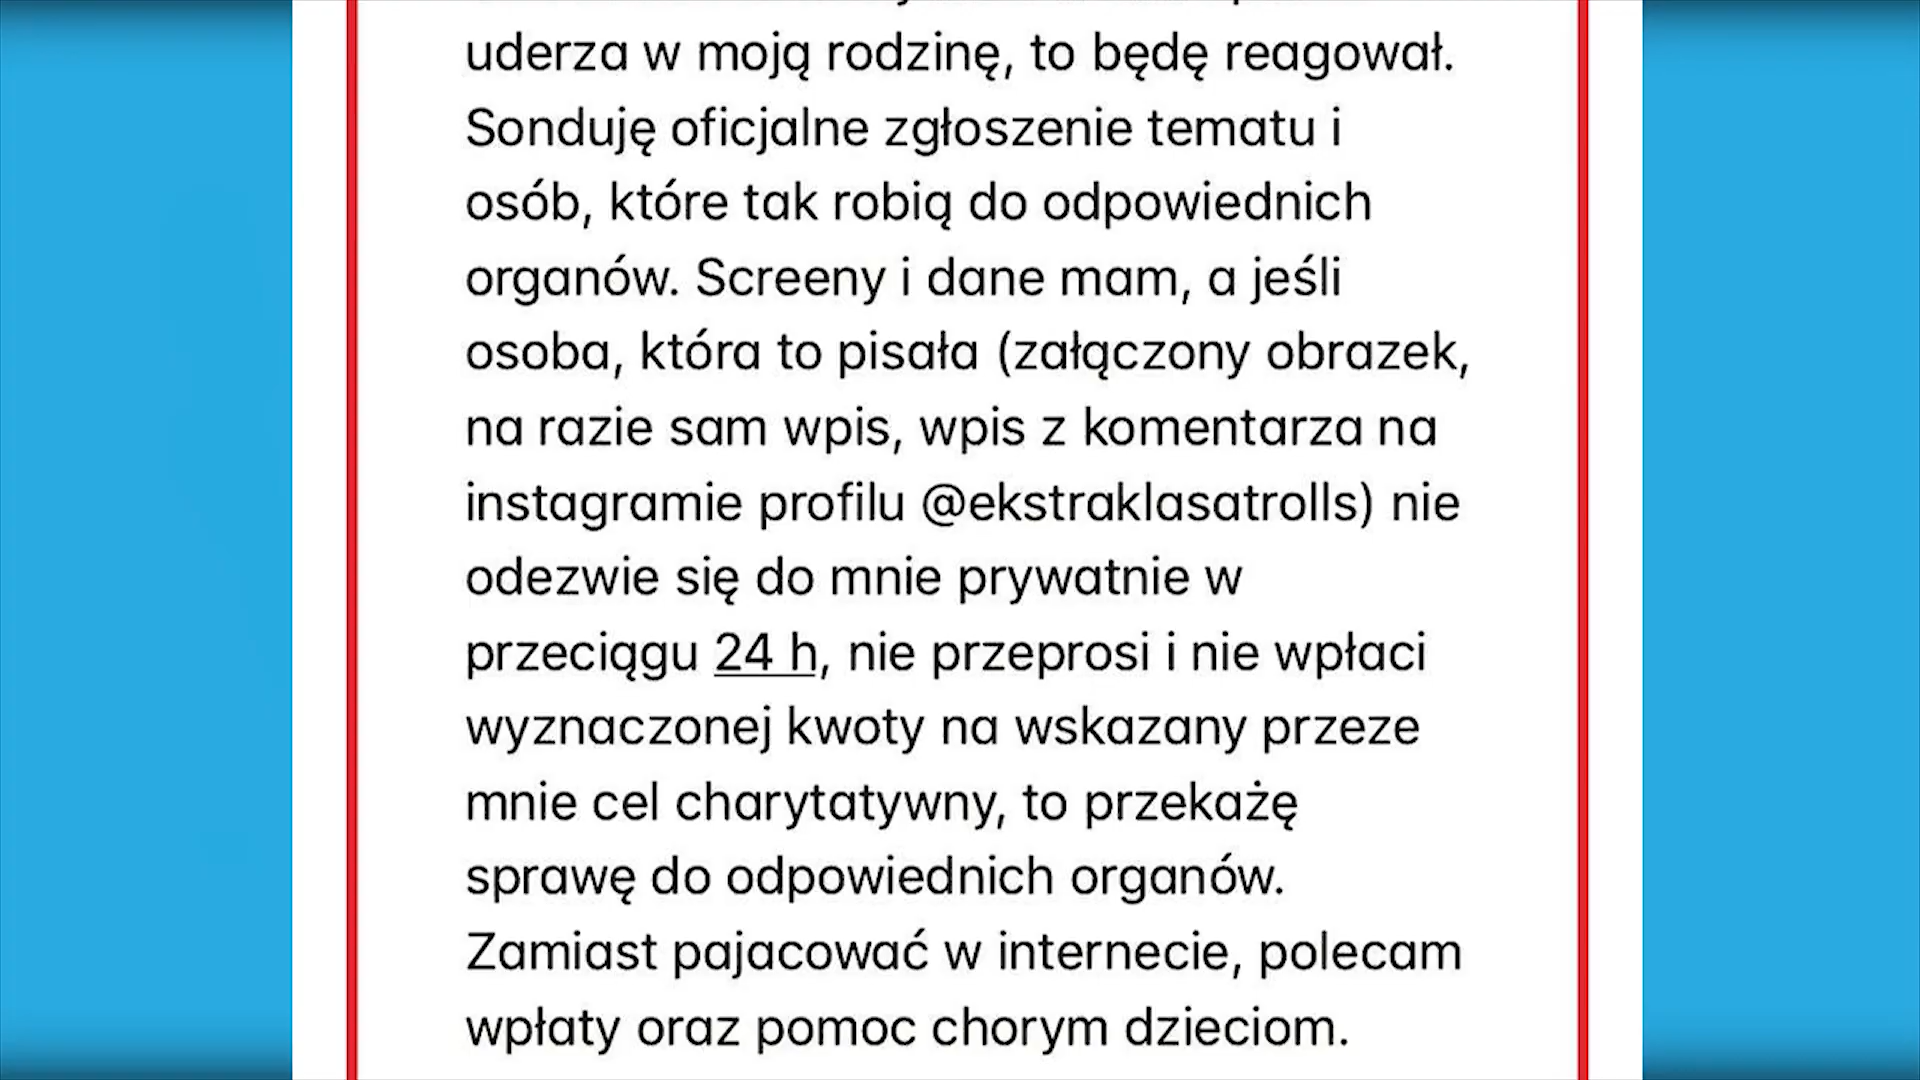 uderza w moją rodzinę, to będę reagował.
Sonduję oficjalne zgłoszenie tematu i
osób, które tak robią do odpowiednich
organów. Screeny i dane mam, a jeśli
osoba, która to pisała (załączony obrazek,
na razie sam wpis, wpis z komentarza na
instagramie profilu @ekstraklasatrolls) nie
odezwie się do mnie prywatnie w
przeciągu 24 h, nie przeprosi i nie wpłaci
wyznaczonej kwoty na wskazany przeze
mnie cel charytatywny, to przekażę
sprawę do odpowiednich organów.
Zamiast pajacować w internecie, polecam
wpłaty oraz pomoc chorym dzieciom.